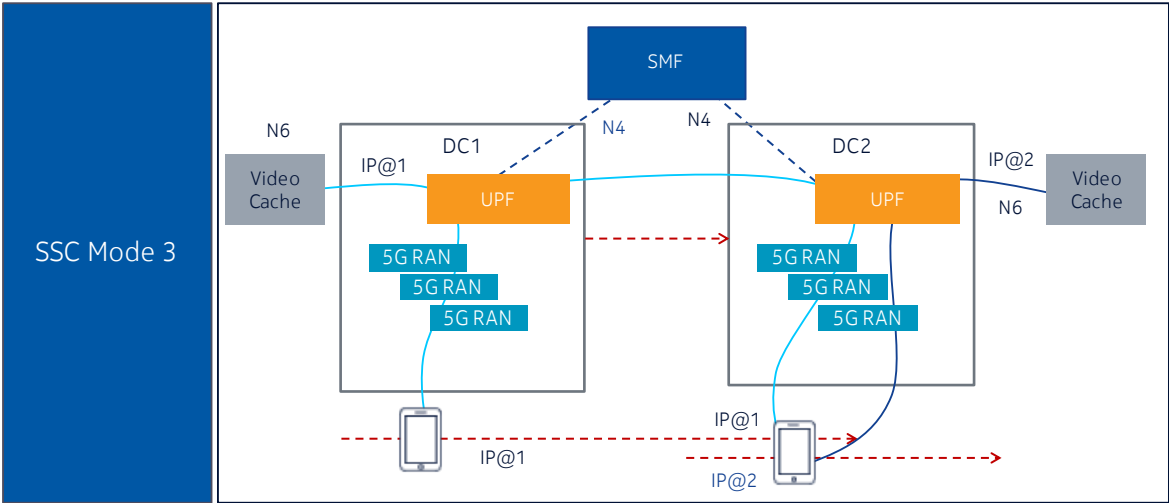 SSC Mode 3
SMF
N6
N4
N4
DC1
DC2
IP@1
IP@2
Video
Cache
UPF
UPF
Video
Cache
N6
5G RAN
5G RAN
5G RAN
5G RAN
5G RAN
5G RAN
IP@1
IP@1
IP@2